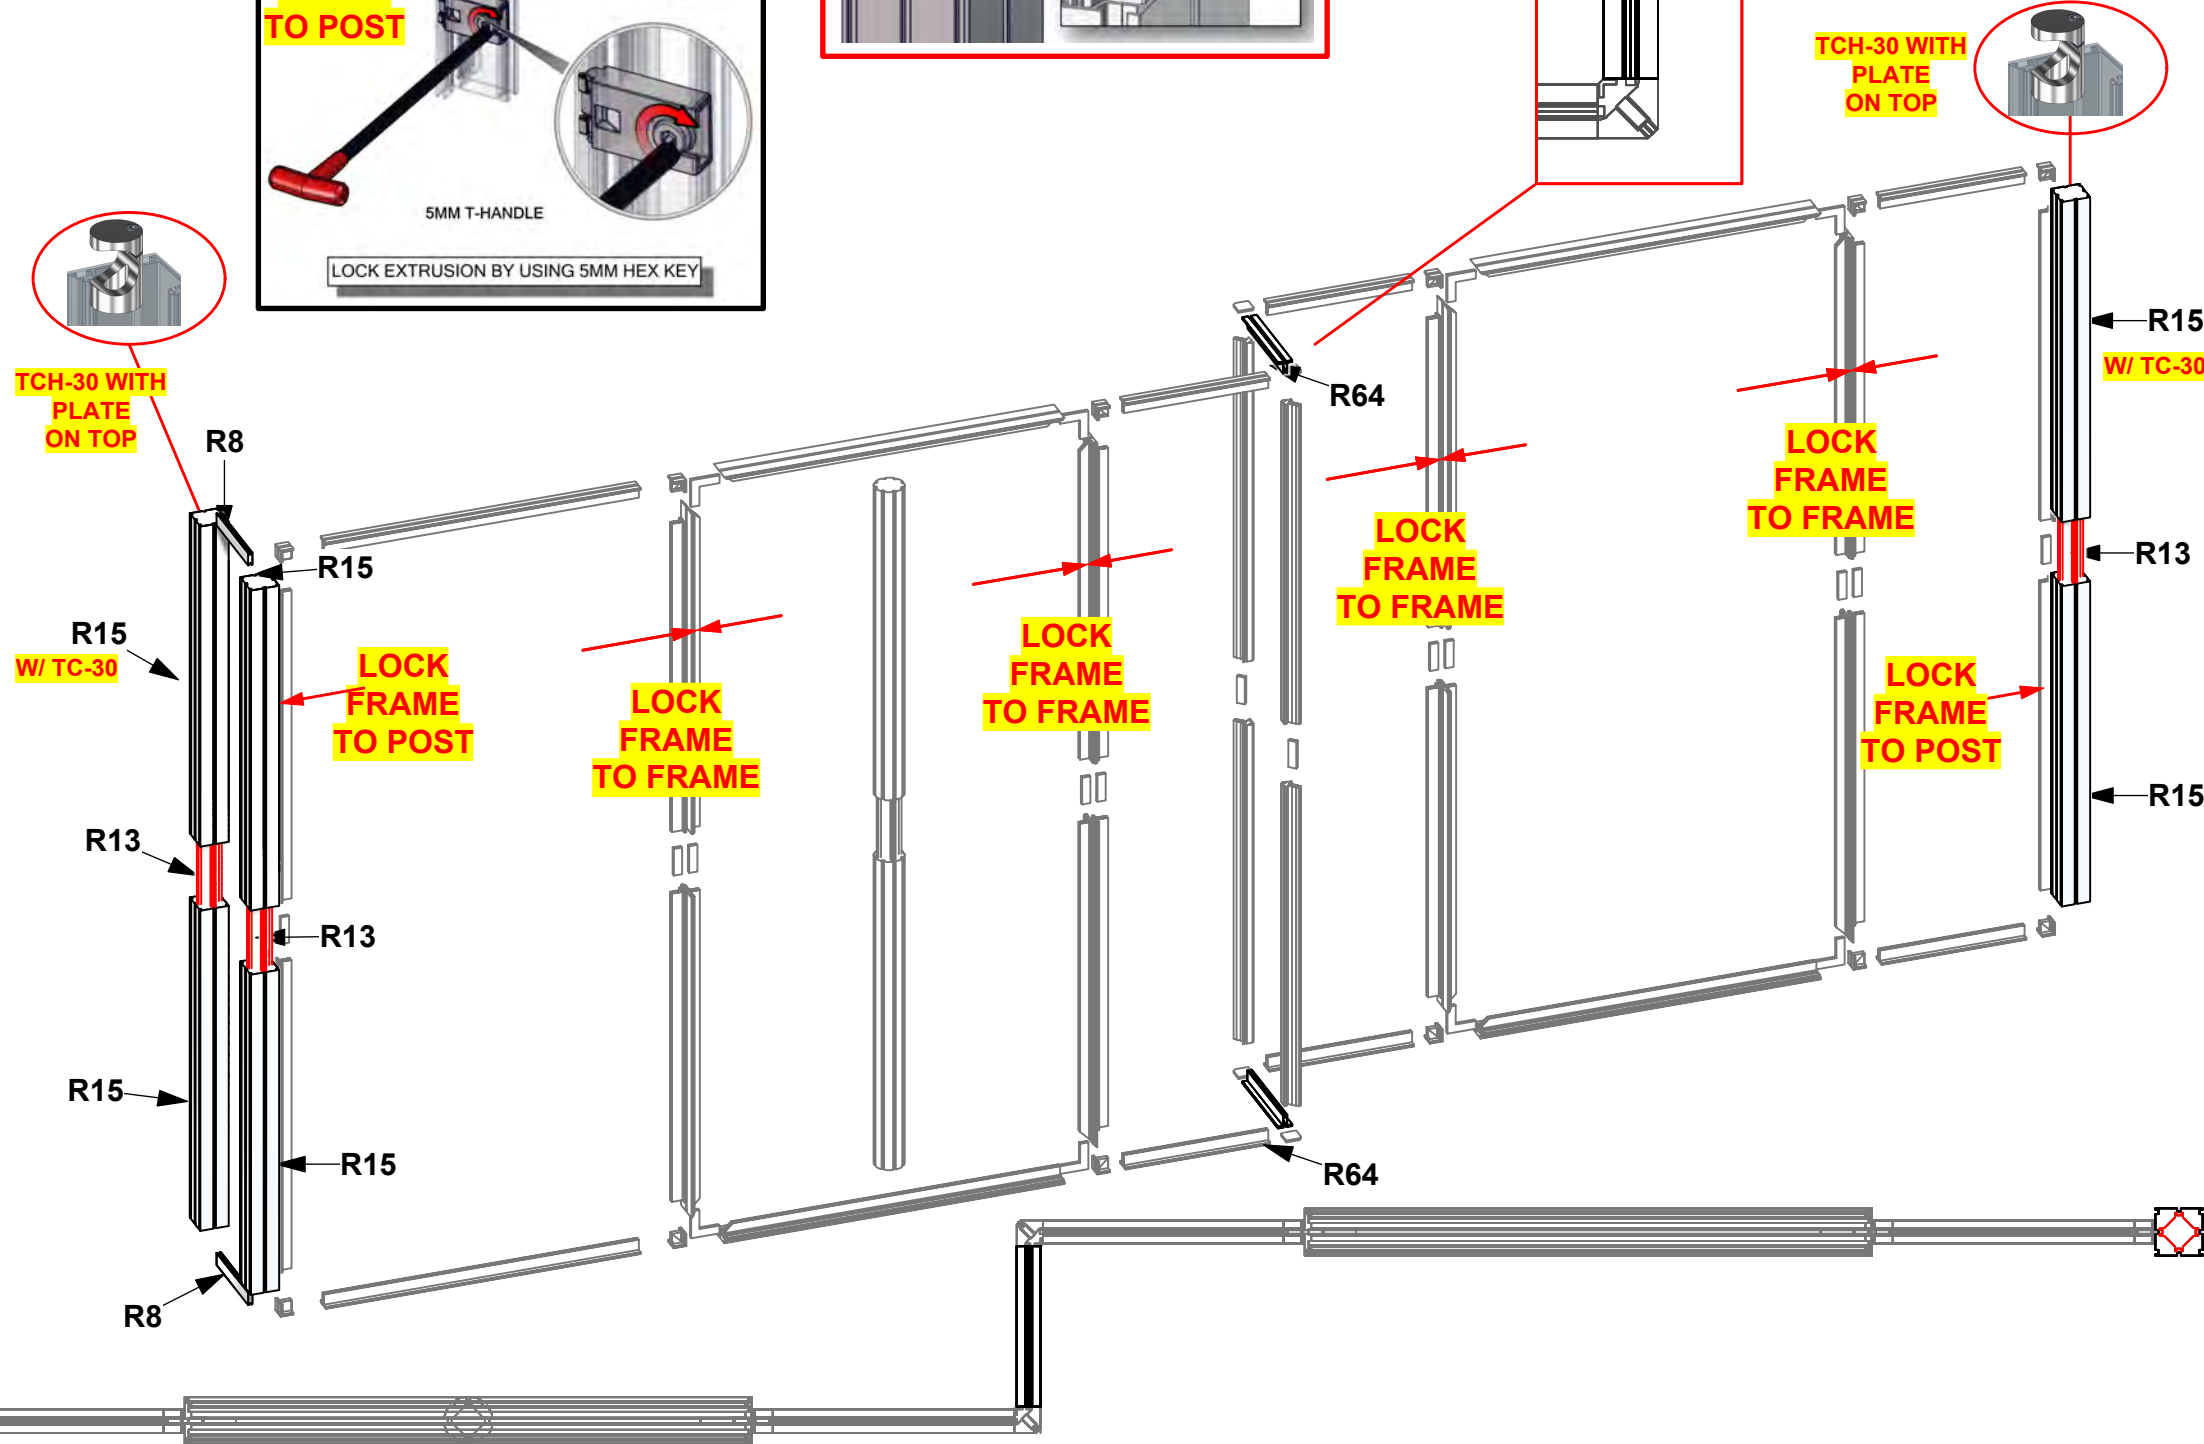 TO POST
5MM T-HANDLE
LOCK EXTRUSION BY USING 5MM HEX KEY
TCH-30 WITH
PLATE
ON TOP
TCH-30 WITH
PLATE
ON TOP
R8
R15
R15
W/ TC-30
LOCK
FRAME
TO POST
R13
R13
R15
R15
R8
LOCK
FRAME
TO FRAME
LOCK
FRAME
TO FRAME
R64
R64
LOCK
FRAME
TO FRAME
LOCK
FRAME
TO FRAME
R15
W/ TC-30
R13
LOCK
FRAME
TO POST
R15